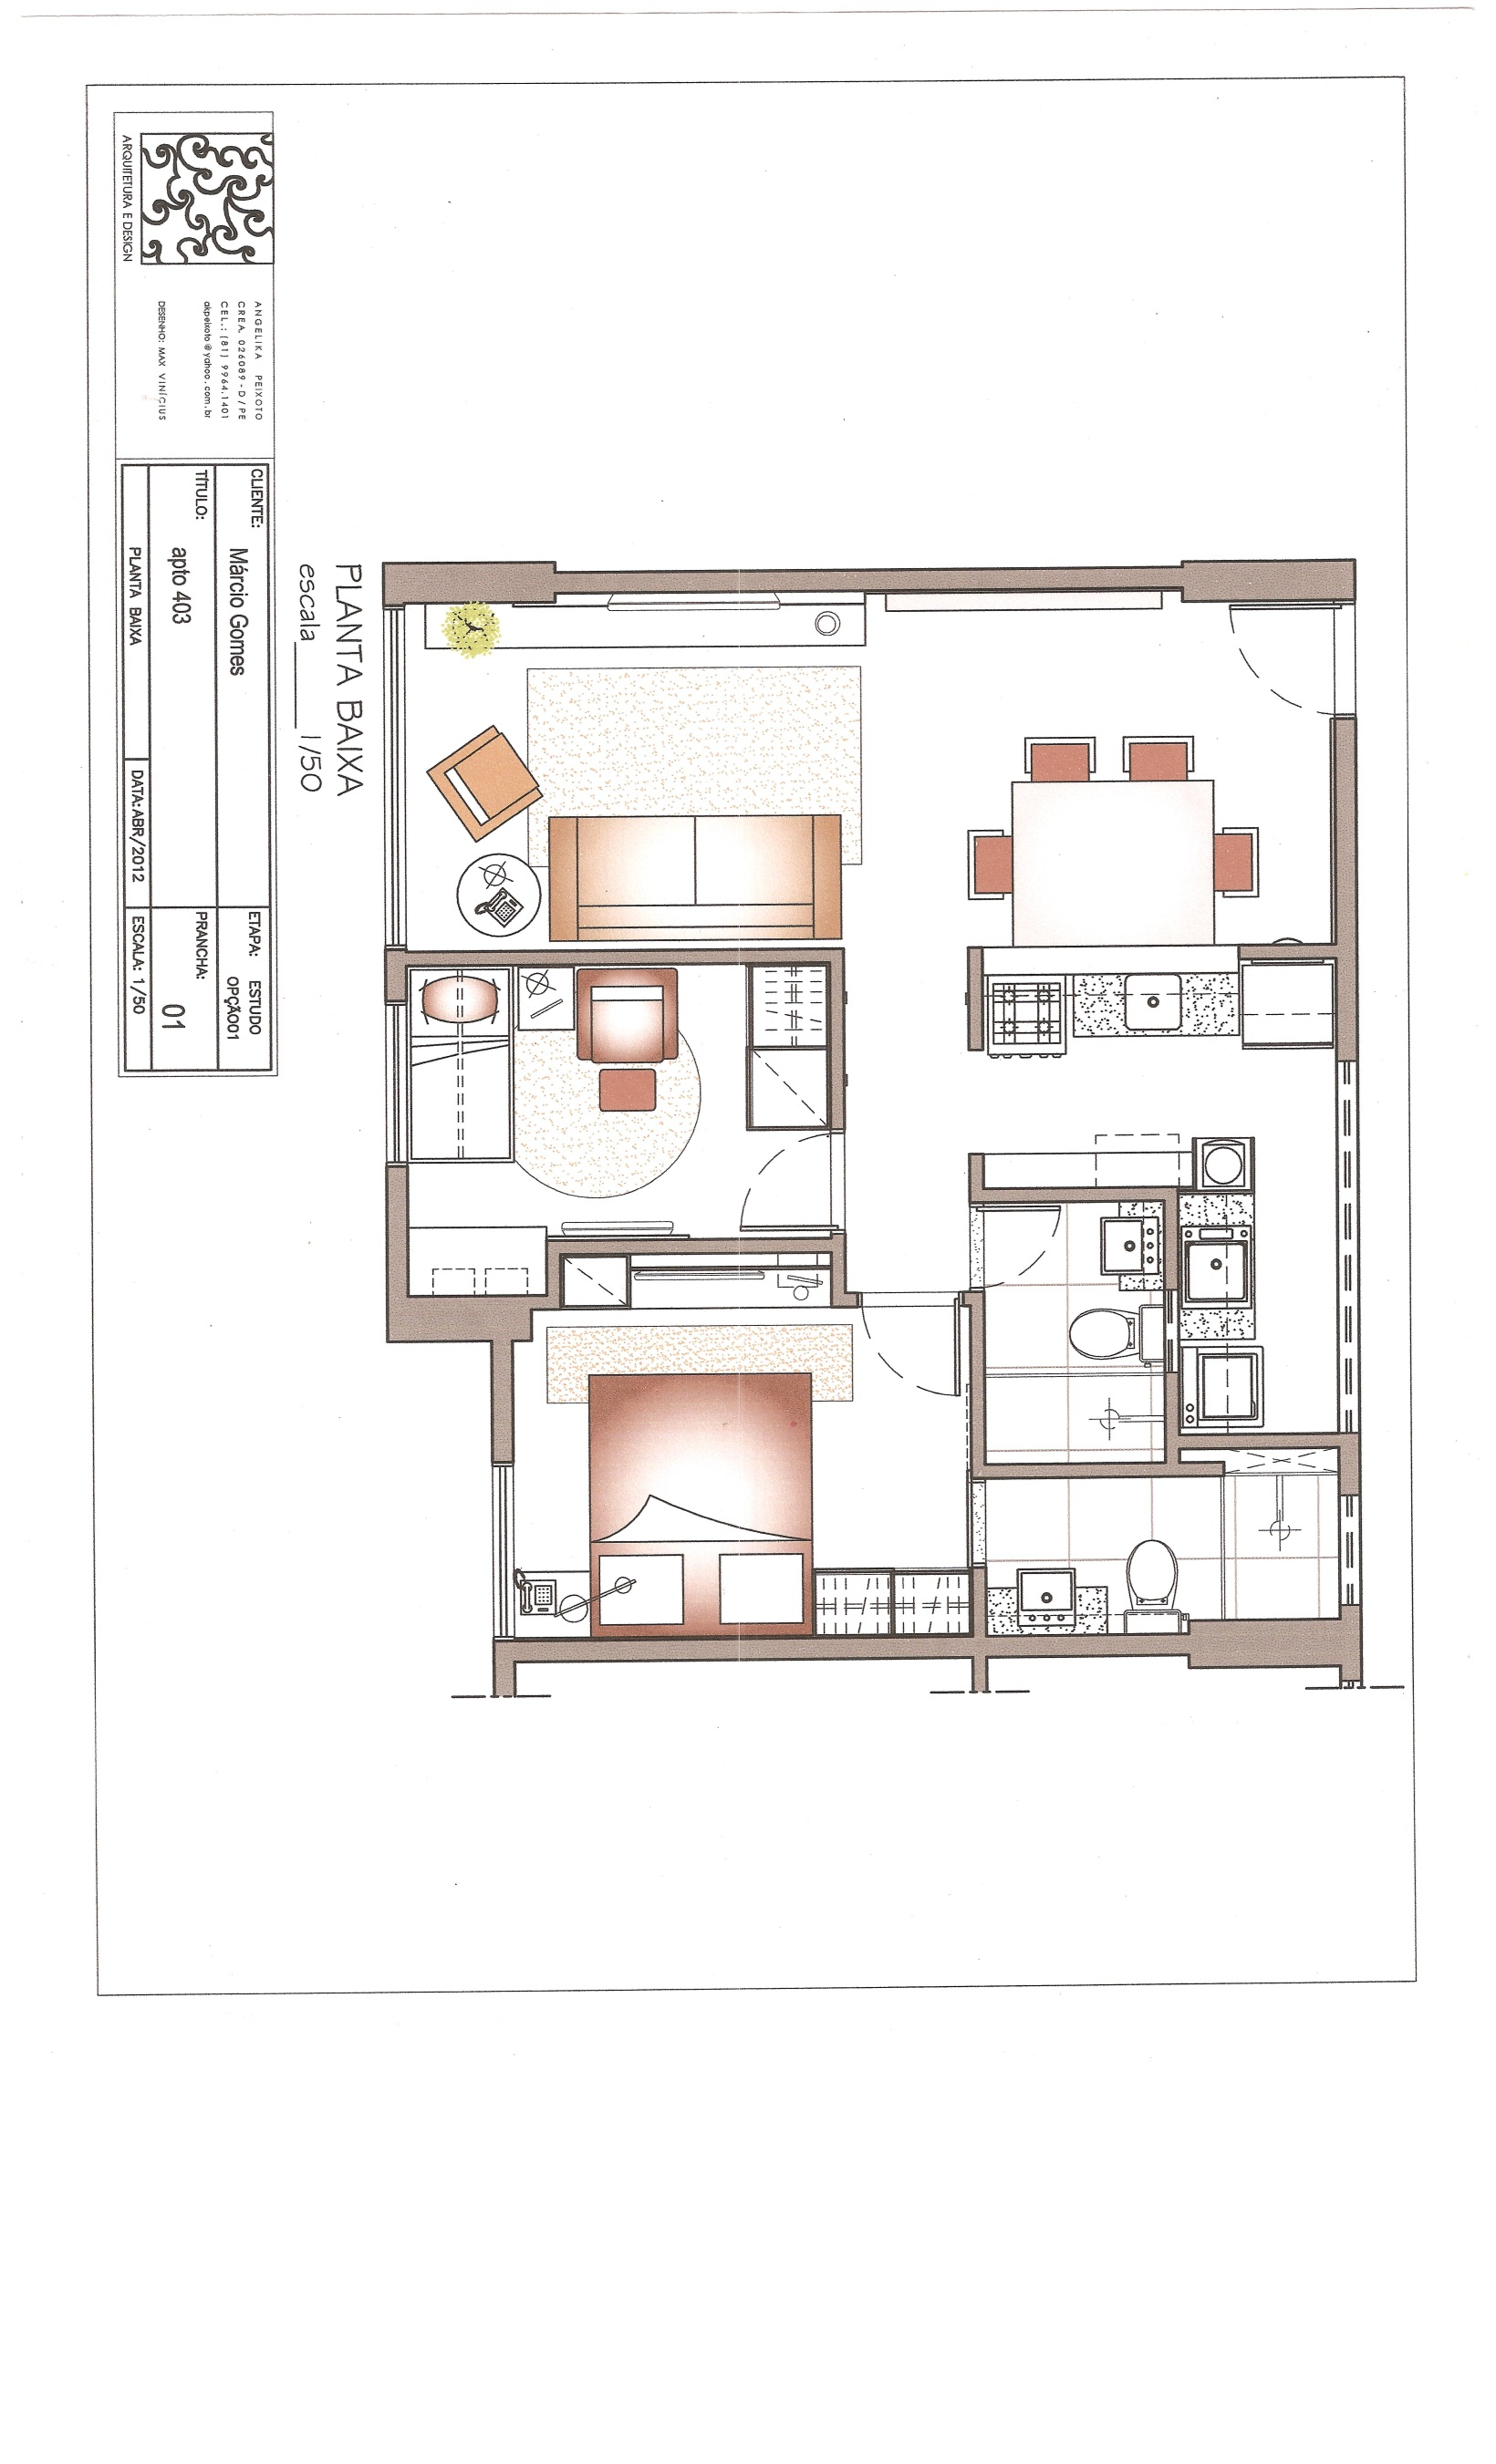 PLANTA BAIXA
escala 1/50
ARQUITETURA E DESIGN
ANGELIKA PEIXOTO
CREA. 026089-D/PE
CEL.: (81) 9964.1401
akpeixoto@yahoo.com.br
DESENHO: MAX VINÍCIUS
CLIENTE:
Márcio Gomes
TÍTULO:
apto 403
PLANTA BAIXA
DATA: ABR/2012
ETAPA: ESTUDO
OPÇÃO01
PRANCHA:
01
ESCALA: 1/50